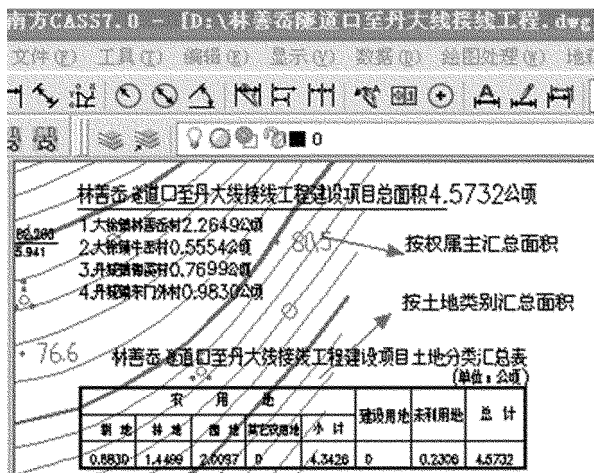 南方CASS7.0 - [D:\林善岙隧道口至丹大线接线工程.dwg
文件(F) 工具(T) 编辑(E) 显示(V) 数据(D) 绘图处理(W)
0
林善岙隧道口至丹大线接线工程建设项目总面积4.5732公顷
1.大徐镇林善岙村2.2649公顷
5.941
2.大徐镇 村0.5554公顷
80.5
按权属主汇总面积
3.丹城镇 村0.7699公顷
4.丹城镇东门外村0.9830公顷
按土地类别汇总面积
76.6
林善岙隧道口至丹大线接线工程建设项目土地分类汇总表
(单位:公顷)
农 用 地 建设用地 未利用地 总 计
耕 地 林 地 园 地 其它农用地 小 计
0.8830 1.4499 2.0097 0 4.3426 0 0.2306 4.5732